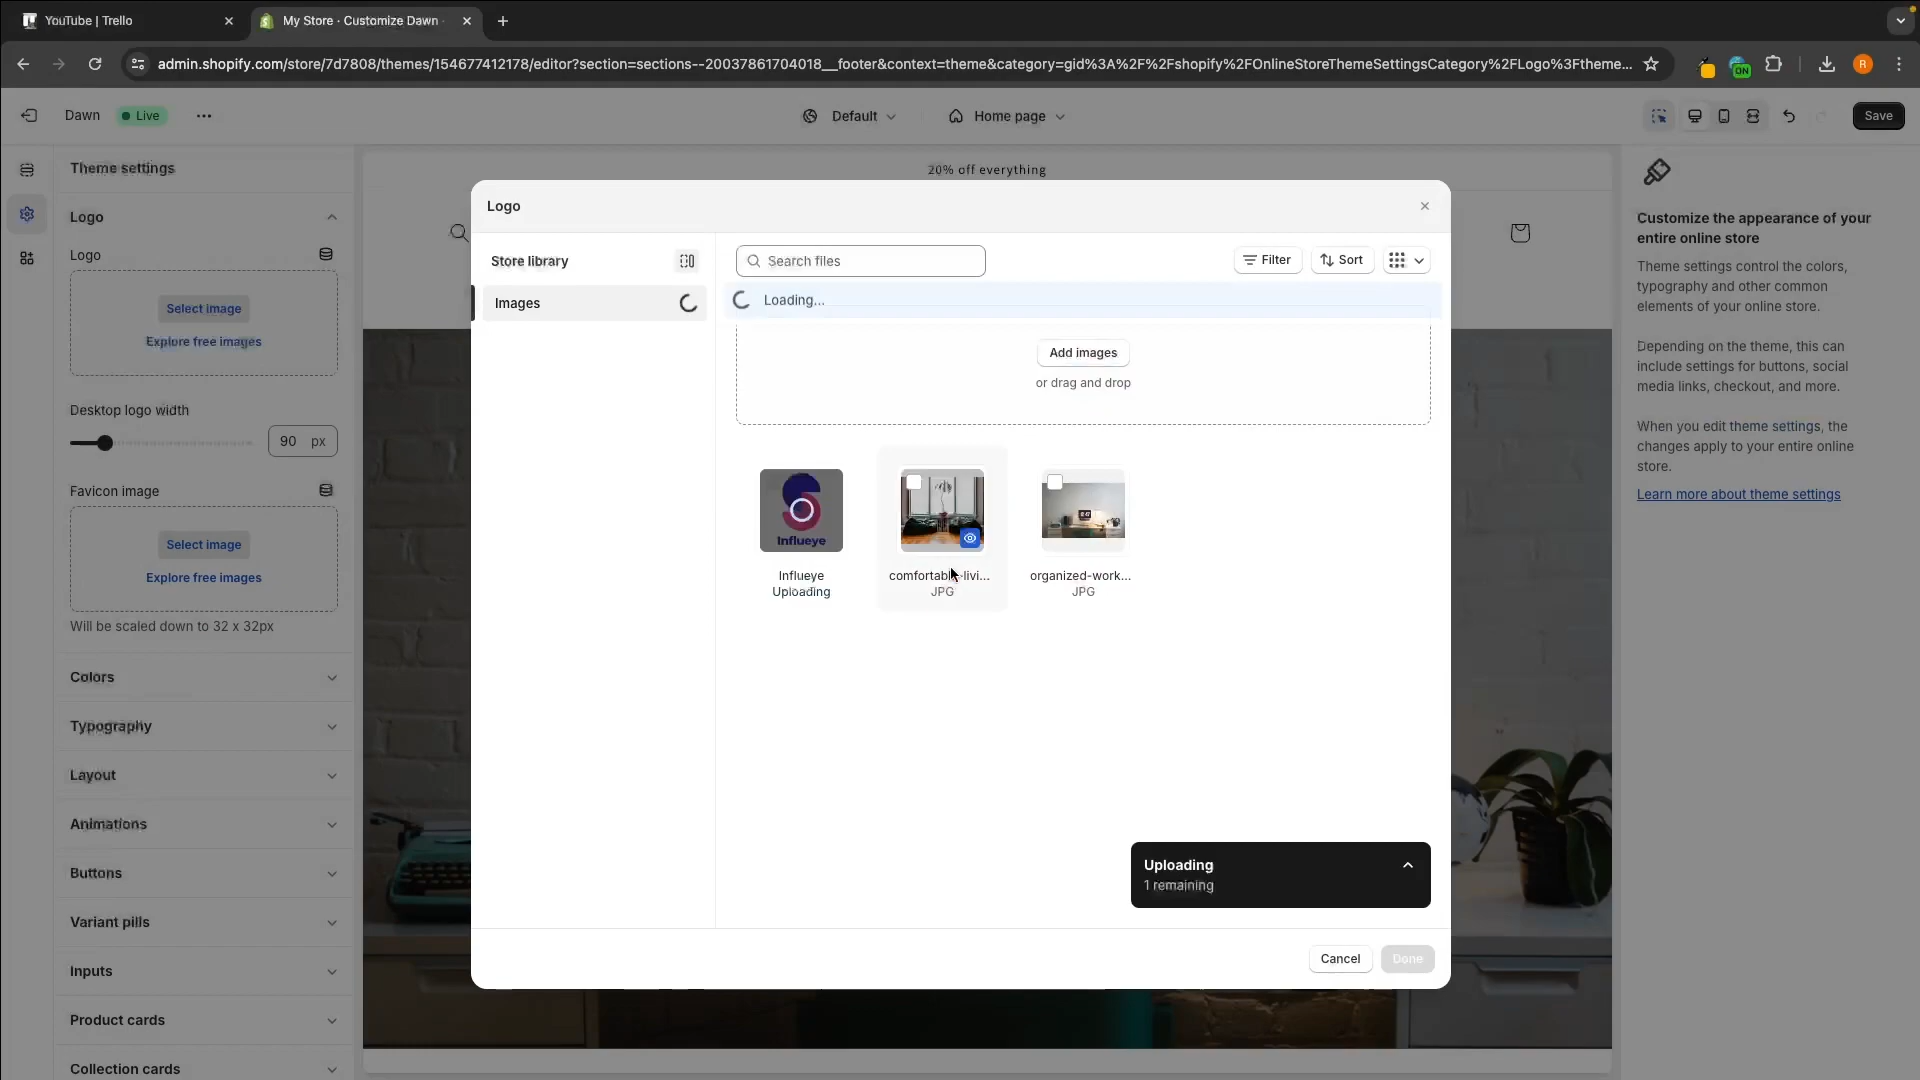 YouTube | Trello
My Store · Customize Dawn
admin.shopify.com/store/7d7808/themes/154677412178/editor?section=sections--20037861704018__footer&context=theme&category=gid%3A%2F%2Fshopify%2FOnlineStoreThemeSettingsCategory%2FLogo%3Ftheme...
ON
R
Dawn
Live
Default
Home page
Save
Theme settings
20% off everything
Logo
Logo
Select image
Explore free images
Desktop logo width
90 px
Favicon image
Select image
Explore free images
Will be scaled down to 32 x 32px
Colors
Typography
Layout
Animations
Buttons
Variant pills
Inputs
Product cards
Collection cards
Logo
Store library
Images
Search files
Filter
Sort
Loading...
Add images
or drag and drop
Influeye
Influeye
Uploading
comfortable-livi...
JPG
organized-work...
JPG
Uploading
1 remaining
Cancel
Done
Customize the appearance of your
entire online store
Theme settings control the colors,
typography and other common
elements of your online store.
Depending on the theme, this can
include settings for buttons, social
media links, checkout, and more.
When you edit theme settings, the
changes apply to your entire online
store.
Learn more about theme settings